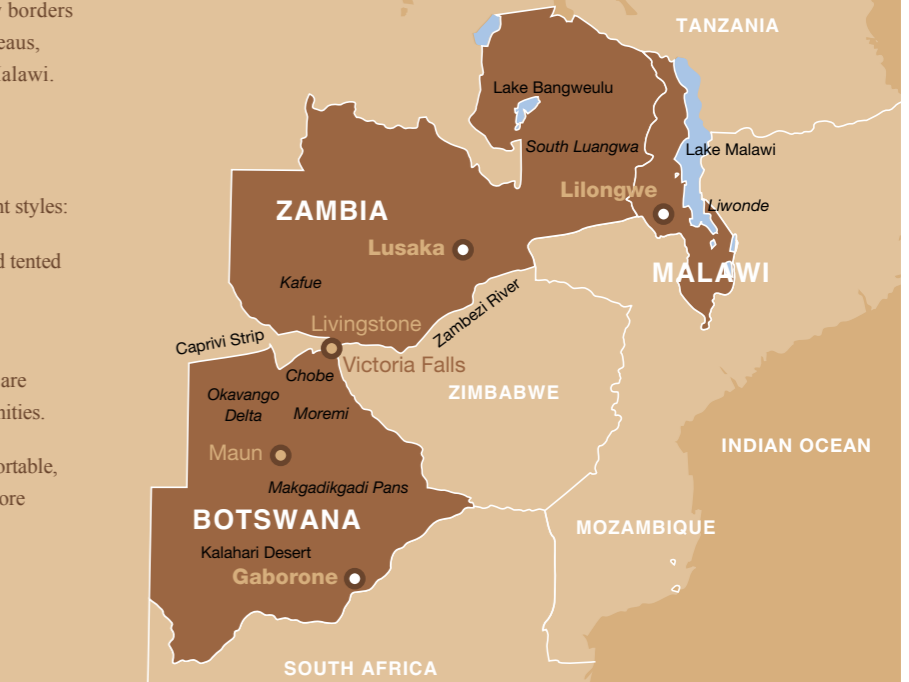 borders
eaus,
alawi.
nt styles:
d tented
are
nities.
ortable,
ore
TANZANIA
Lake Bangweulu
South Luangwa
Lake Malawi
Lilongwe
Liwonde
ZAMBIA
Lusaka
MALAWI
Kafue
Zambezi River
Livingstone
Caprivi Strip
Victoria Falls
Chobe
Okavango
Delta
Moremi
ZIMBABWE
Maun
INDIAN OCEAN
Makgadikgadi Pans
BOTSWANA
MOZAMBIQUE
Kalahari Desert
Gaborone
SOUTH AFRICA